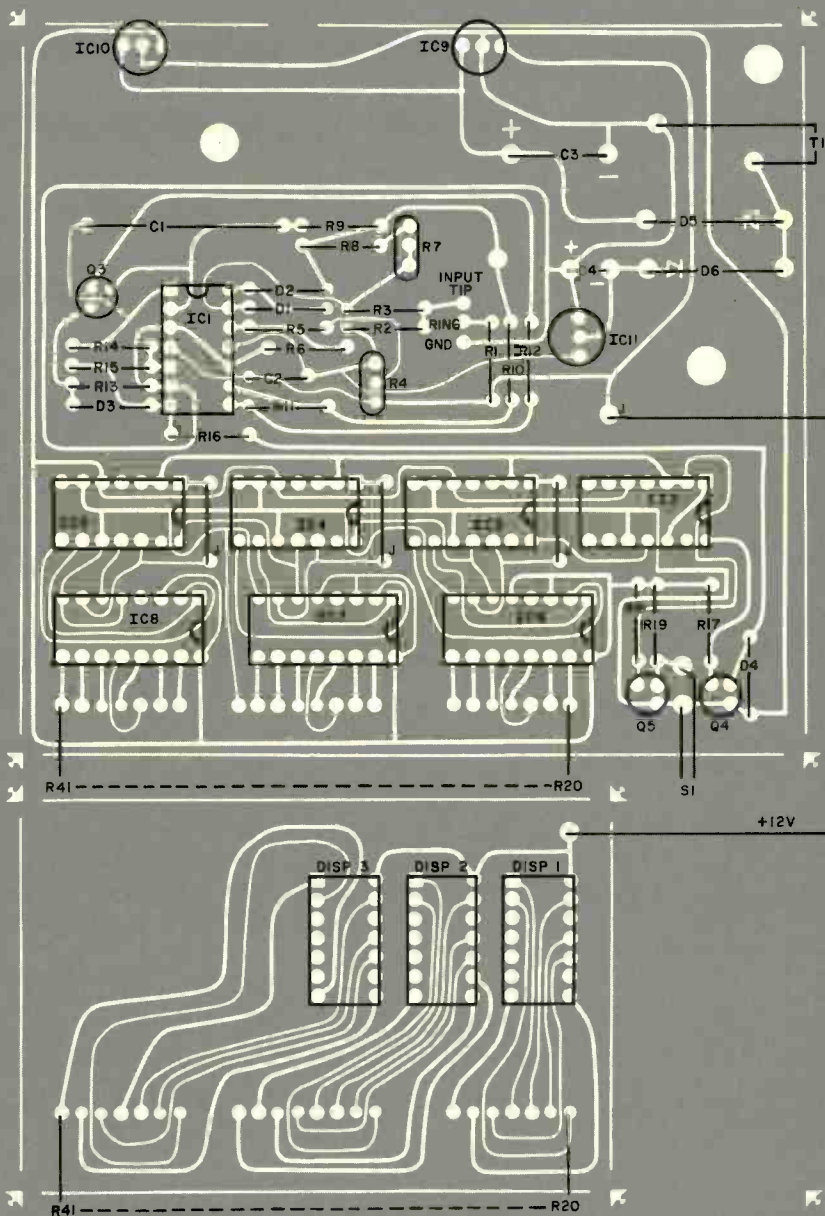 IC10 IC9
T1
+ C3 −
C1 R9 D5
R8 R7
Q3 + D4 − D6
INPUT
TIP
D2
IC1 D1 R3
R5 R2 RING
GND IC11
R14 R6 R1 R12
R15 C2 R4 R10
R13
D3 J
R16
J J J
IC8 R19 R17
D4
Q5 Q4
R41 R20
S1
+12V
DISP 3 DISP 2 DISP 1
R41 R20